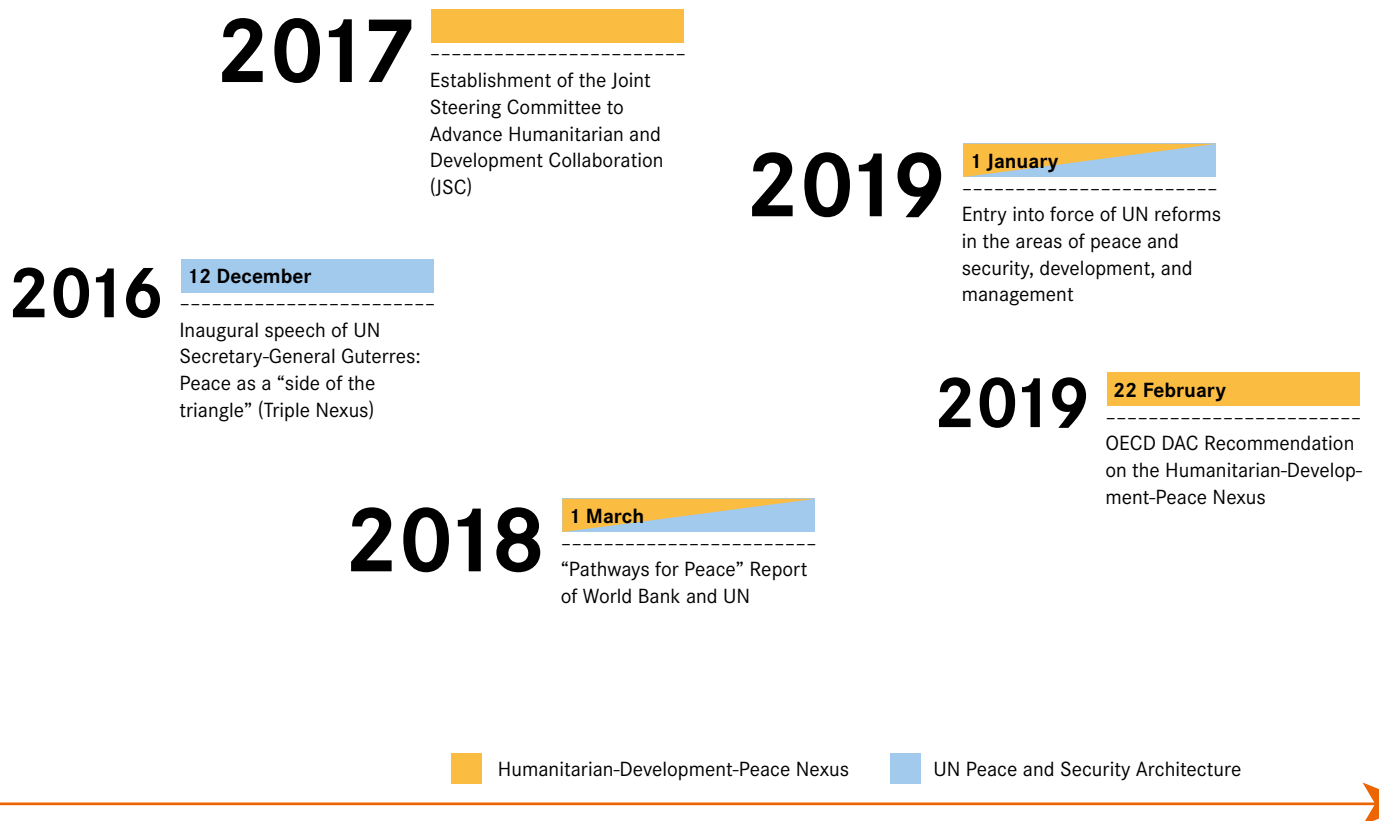 2017
Establishment of the Joint
Steering Committee to
Advance Humanitarian and
Development Collaboration
(JSC)
2019
1 January
Entry into force of UN reforms
in the areas of peace and
security, development, and
management
2016
12 December
Inaugural speech of UN
Secretary-General Guterres:
Peace as a “side of the
triangle” (Triple Nexus)
2019
22 February
OECD DAC Recommendation
on the Humanitarian-Develop-
ment-Peace Nexus
2018
1 March
“Pathways for Peace” Report
of World Bank and UN
Humanitarian-Development-Peace Nexus
UN Peace and Security Architecture